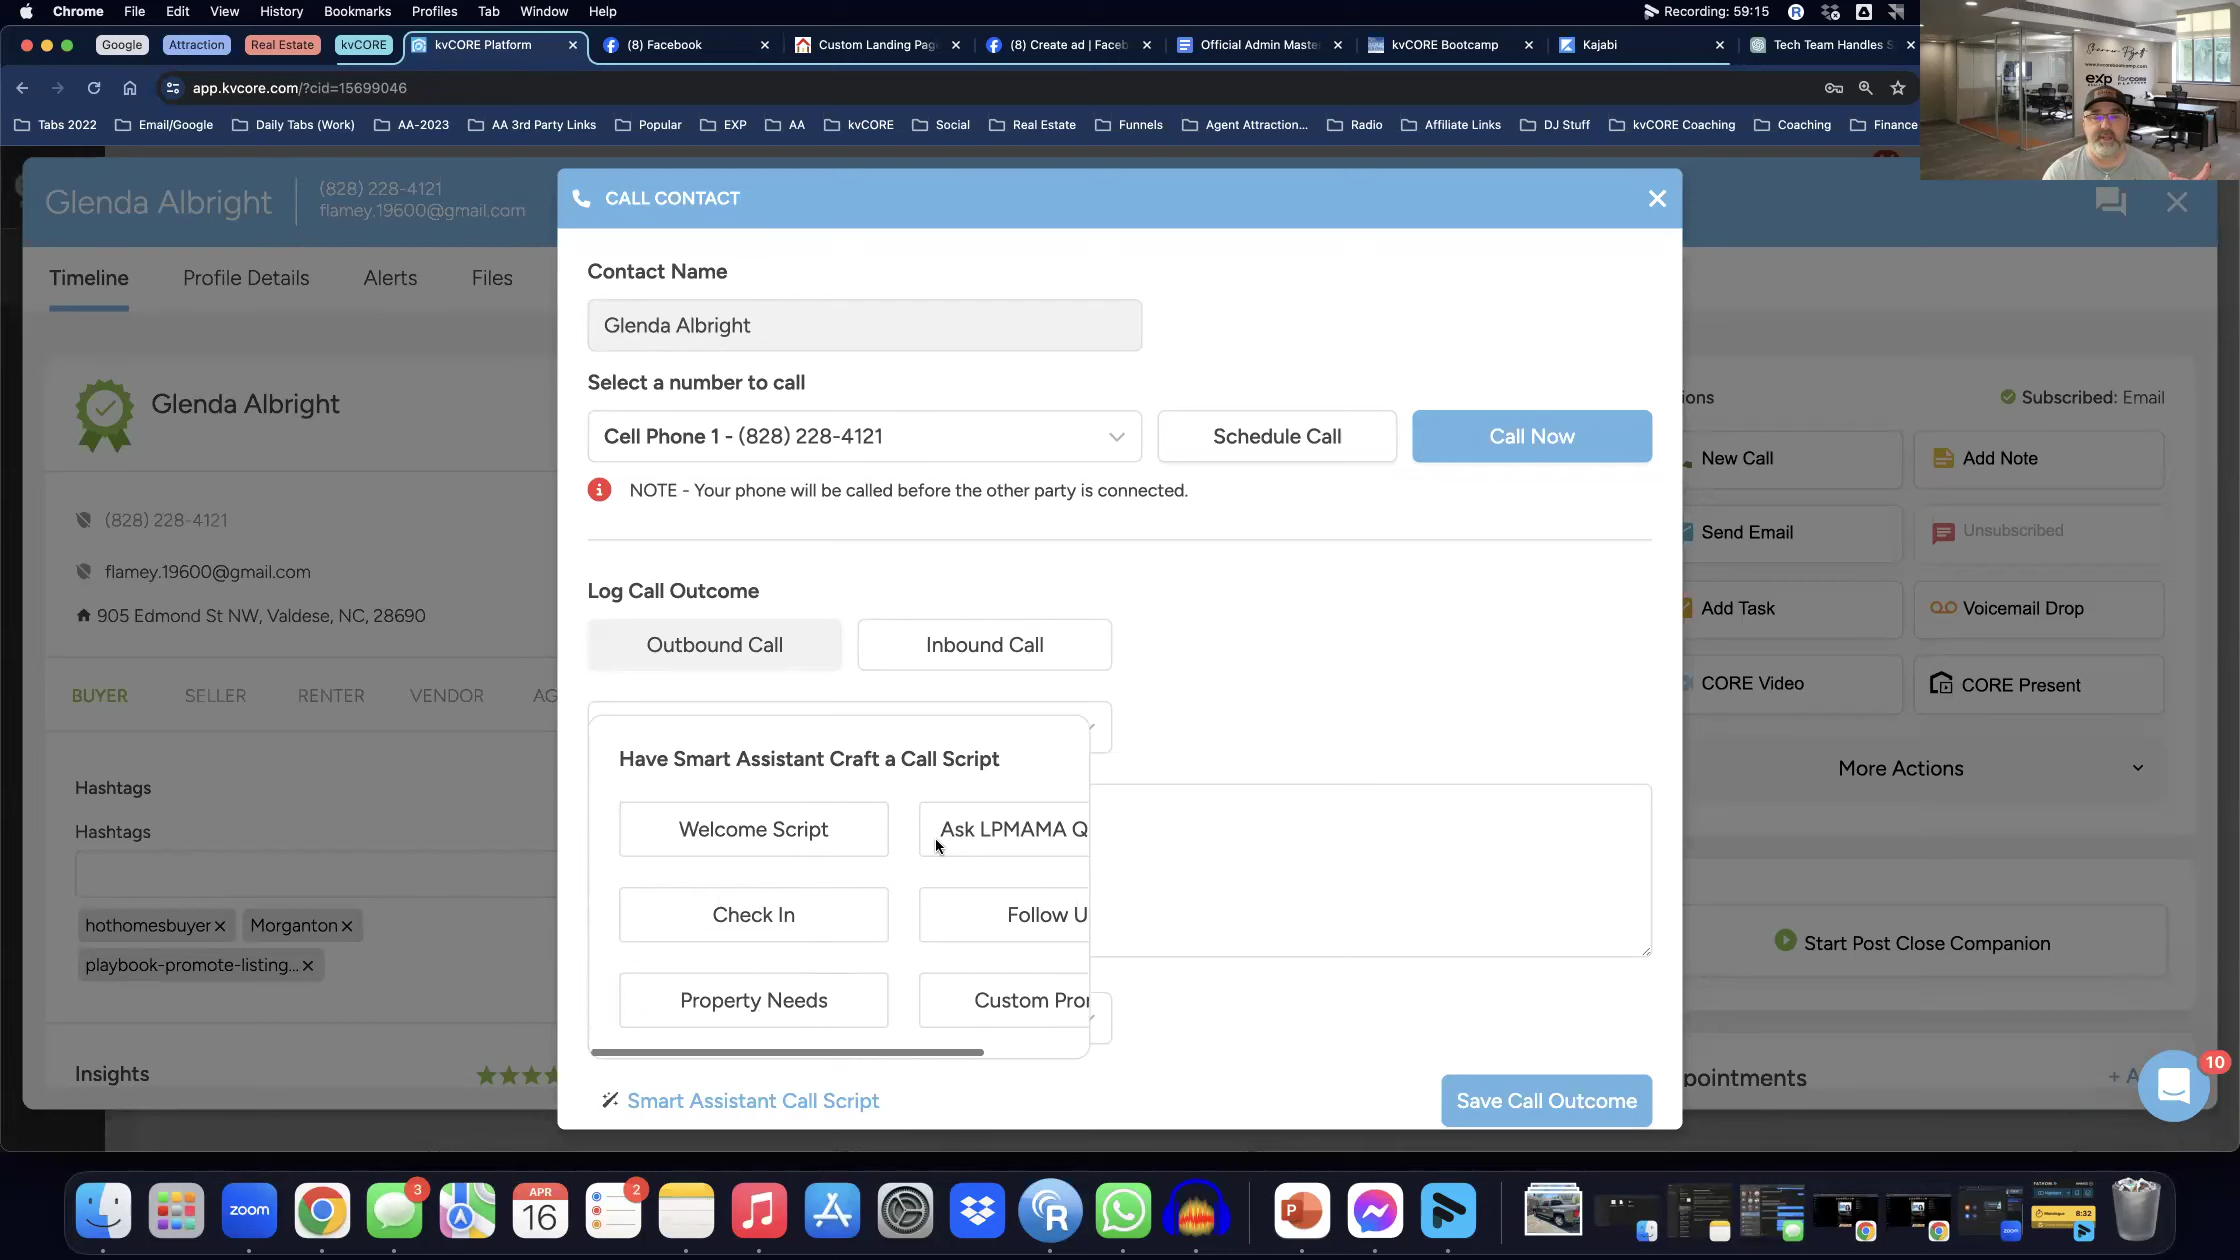 Chrome File Edit View History Bookmarks Profiles Tab Window Help
Recording: 59:15
Google Attraction Real Estate kvCORE kvCORE Platform (8) Facebook Custom Landing Pag (8) Create ad | Faceb Official Admin Maste kvCORE Bootcamp Kajabi Tech Team Handles S
app.kvcore.com/?cid=15699046
Tabs 2022 Email/Google Daily Tabs (Work) AA-2023 AA 3rd Party Links Popular EXP AA kvCORE Social Real Estate Funnels Agent Attraction... Radio Affiliate Links DJ Stuff kvCORE Coaching Coaching Finance
www.kvcorebootcamp.com
exp
Glenda Albright
(828) 228-4121
flamey.19600@gmail.com
Timeline Profile Details Alerts Files
Glenda Albright
(828) 228-4121
flamey.19600@gmail.com
905 Edmond St NW, Valdese, NC, 28690
BUYER SELLER RENTER VENDOR AG
Hashtags
Hashtags
hothomesbuyer Morganton
playbook-promote-listing...
Insights
CALL CONTACT
Contact Name
Glenda Albright
Select a number to call
Cell Phone 1 - (828) 228-4121
Schedule Call
Call Now
NOTE - Your phone will be called before the other party is connected.
Log Call Outcome
Outbound Call Inbound Call
Have Smart Assistant Craft a Call Script
Welcome Script Ask LPMAMA Q
Check In Follow U
Property Needs Custom Pro
Smart Assistant Call Script
Save Call Outcome
ions
Subscribed: Email
New Call Add Note
Send Email Unsubscribed
Add Task Voicemail Drop
CORE Video CORE Present
More Actions
Start Post Close Companion
pointments + A
10
zoom
3
APR
16
2
8:32